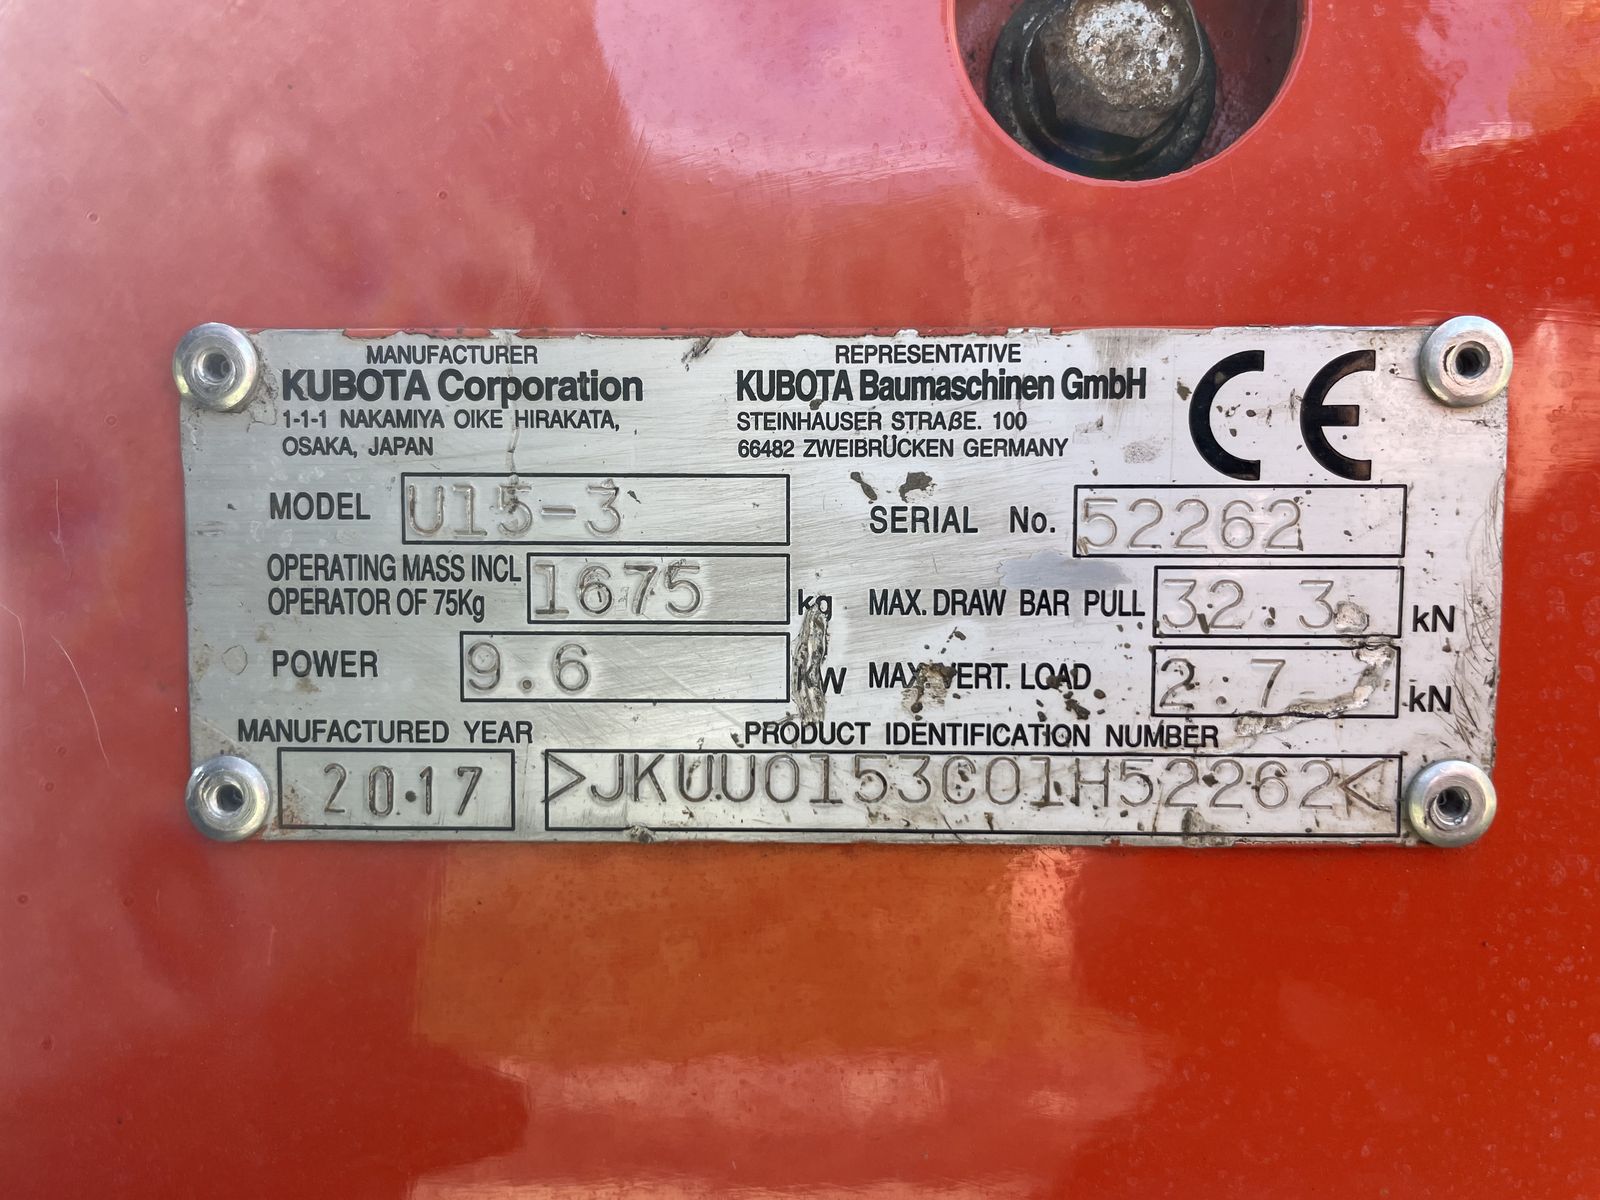 MANUFACTURER
KUBOTA Corporation
1-1-1 NAKAMIYA OIKE HIRAKATA,
OSAKA, JAPAN
REPRESENTATIVE
KUBOTA Baumaschinen GmbH
STEINHAUSER STRAßE. 100
66482 ZWEIBRÜCKEN GERMANY
CE
MODEL U15-3
SERIAL No. 52262
OPERATING MASS INCL
OPERATOR OF 75Kg 1675 kg
MAX. DRAW BAR PULL 32.3 kN
POWER 9.6 kW
MAX. VERT. LOAD 2.7 kN
MANUFACTURED YEAR
2017
PRODUCT IDENTIFICATION NUMBER
>JKUU0153C01H52262<